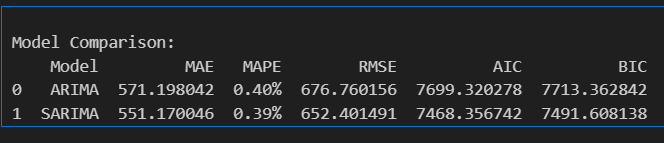 Model Comparison:
Model MAE MAPE RMSE AIC BIC
0 ARIMA 571.198042 0.40% 676.760156 7699.320278 7713.362842
1 SARIMA 551.170046 0.39% 652.401491 7468.356742 7491.608138